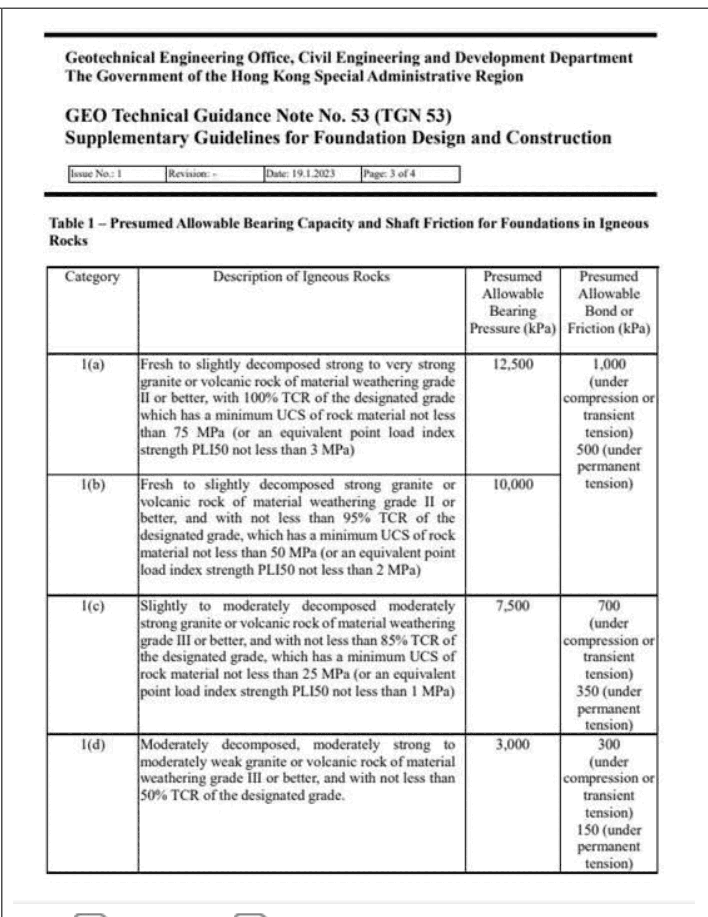 Geotechnical Engineering Office, Civil Engineering and Development Department
The Government of the Hong Kong Special Administrative Region
GEO Technical Guidance Note No. 53 (TGN 53)
Supplementary Guidelines for Foundation Design and Construction
Issue No.: 1 Revision: - Date: 19.1.2023 Page: 3 of 4
Table 1 – Presumed Allowable Bearing Capacity and Shaft Friction for Foundations in Igneous
Rocks
Category
Description of Igneous Rocks
Presumed
Allowable
Bearing
Pressure (kPa)
Presumed
Allowable
Bond or
Friction (kPa)
1(a)
Fresh to slightly decomposed strong to very strong
granite or volcanic rock of material weathering grade
II or better, with 100% TCR of the designated grade
which has a minimum UCS of rock material not less
than 75 MPa (or an equivalent point load index
strength PLI50 not less than 3 MPa)
12,500
1,000
(under
compression or
transient
tension)
500 (under
permanent
tension)
1(b)
Fresh to slightly decomposed strong granite or
volcanic rock of material weathering grade II or
better, and with not less than 95% TCR of the
designated grade, which has a minimum UCS of rock
material not less than 50 MPa (or an equivalent point
load index strength PLI50 not less than 2 MPa)
10,000
1(c)
Slightly to moderately decomposed moderately
strong granite or volcanic rock of material weathering
grade III or better, and with not less than 85% TCR of
the designated grade, which has a minimum UCS of
rock material not less than 25 MPa (or an equivalent
point load index strength PLI50 not less than 1 MPa)
7,500
700
(under
compression or
transient
tension)
350 (under
permanent
tension)
1(d)
Moderately decomposed, moderately strong to
moderately weak granite or volcanic rock of material
weathering grade III or better, and with not less than
50% TCR of the designated grade.
3,000
300
(under
compression or
transient
tension)
150 (under
permanent
tension)